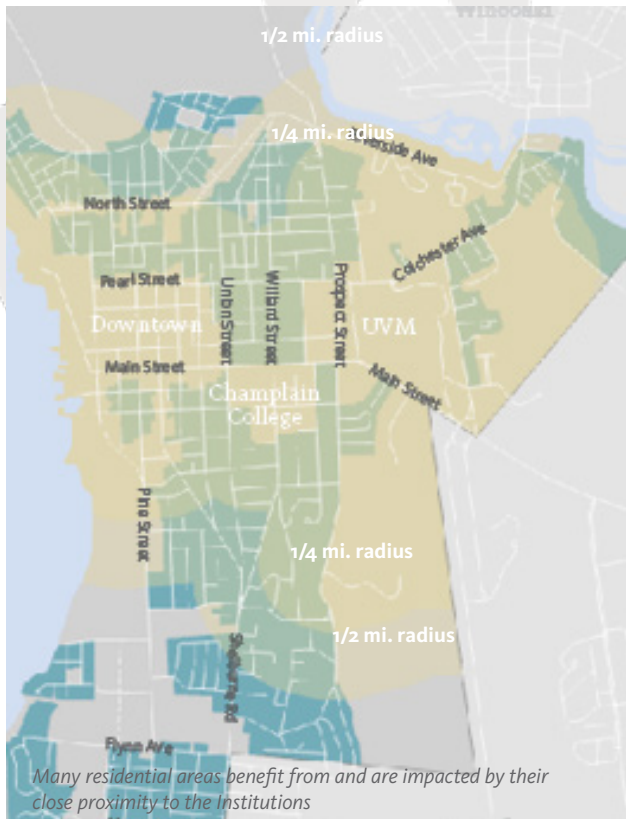 Winooski
1/2 mi. radius
1/4 mi. radius
Riverside Ave
North Street
Colchester Ave
Pearl Street
Union Street
Willard Street
Prospect Street
Downtown
UVM
Main Street
Main Street
Champlain
College
Pine Street
1/4 mi. radius
1/2 mi. radius
Shelburne Rd
Flynn Ave
Many residential areas benefit from and are impacted by their
close proximity to the Institutions